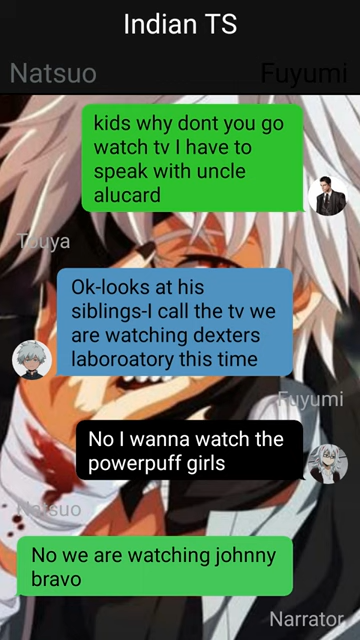 Indian TS
Natsuo
Fuyumi
kids why dont you go
watch tv I have to
speak with uncle
alucard
Touya
Ok-looks at his
siblings-I call the tv we
are watching dexters
laboroatory this time
Fuyumi
No I wanna watch the
powerpuff girls
Natsuo
No we are watching johnny
bravo
Narrator